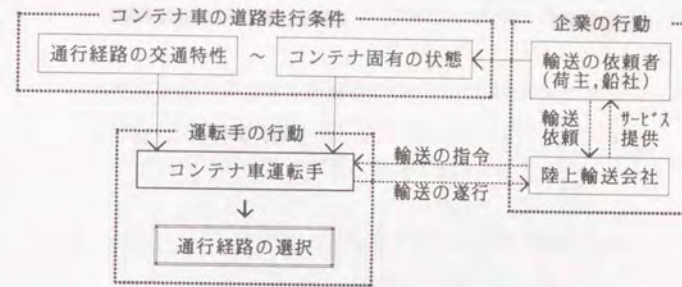 コンテナ車の道路走行条件
通行経路の交通特性 ～ コンテナ固有の状態
企業の行動
輸送の依頼者
(荷主,船社)
輸送
依頼
ｻｰﾋﾞｽ
提供
陸上輸送会社
運転手の行動
コンテナ車運転手
輸送の指令
輸送の遂行
通行経路の選択